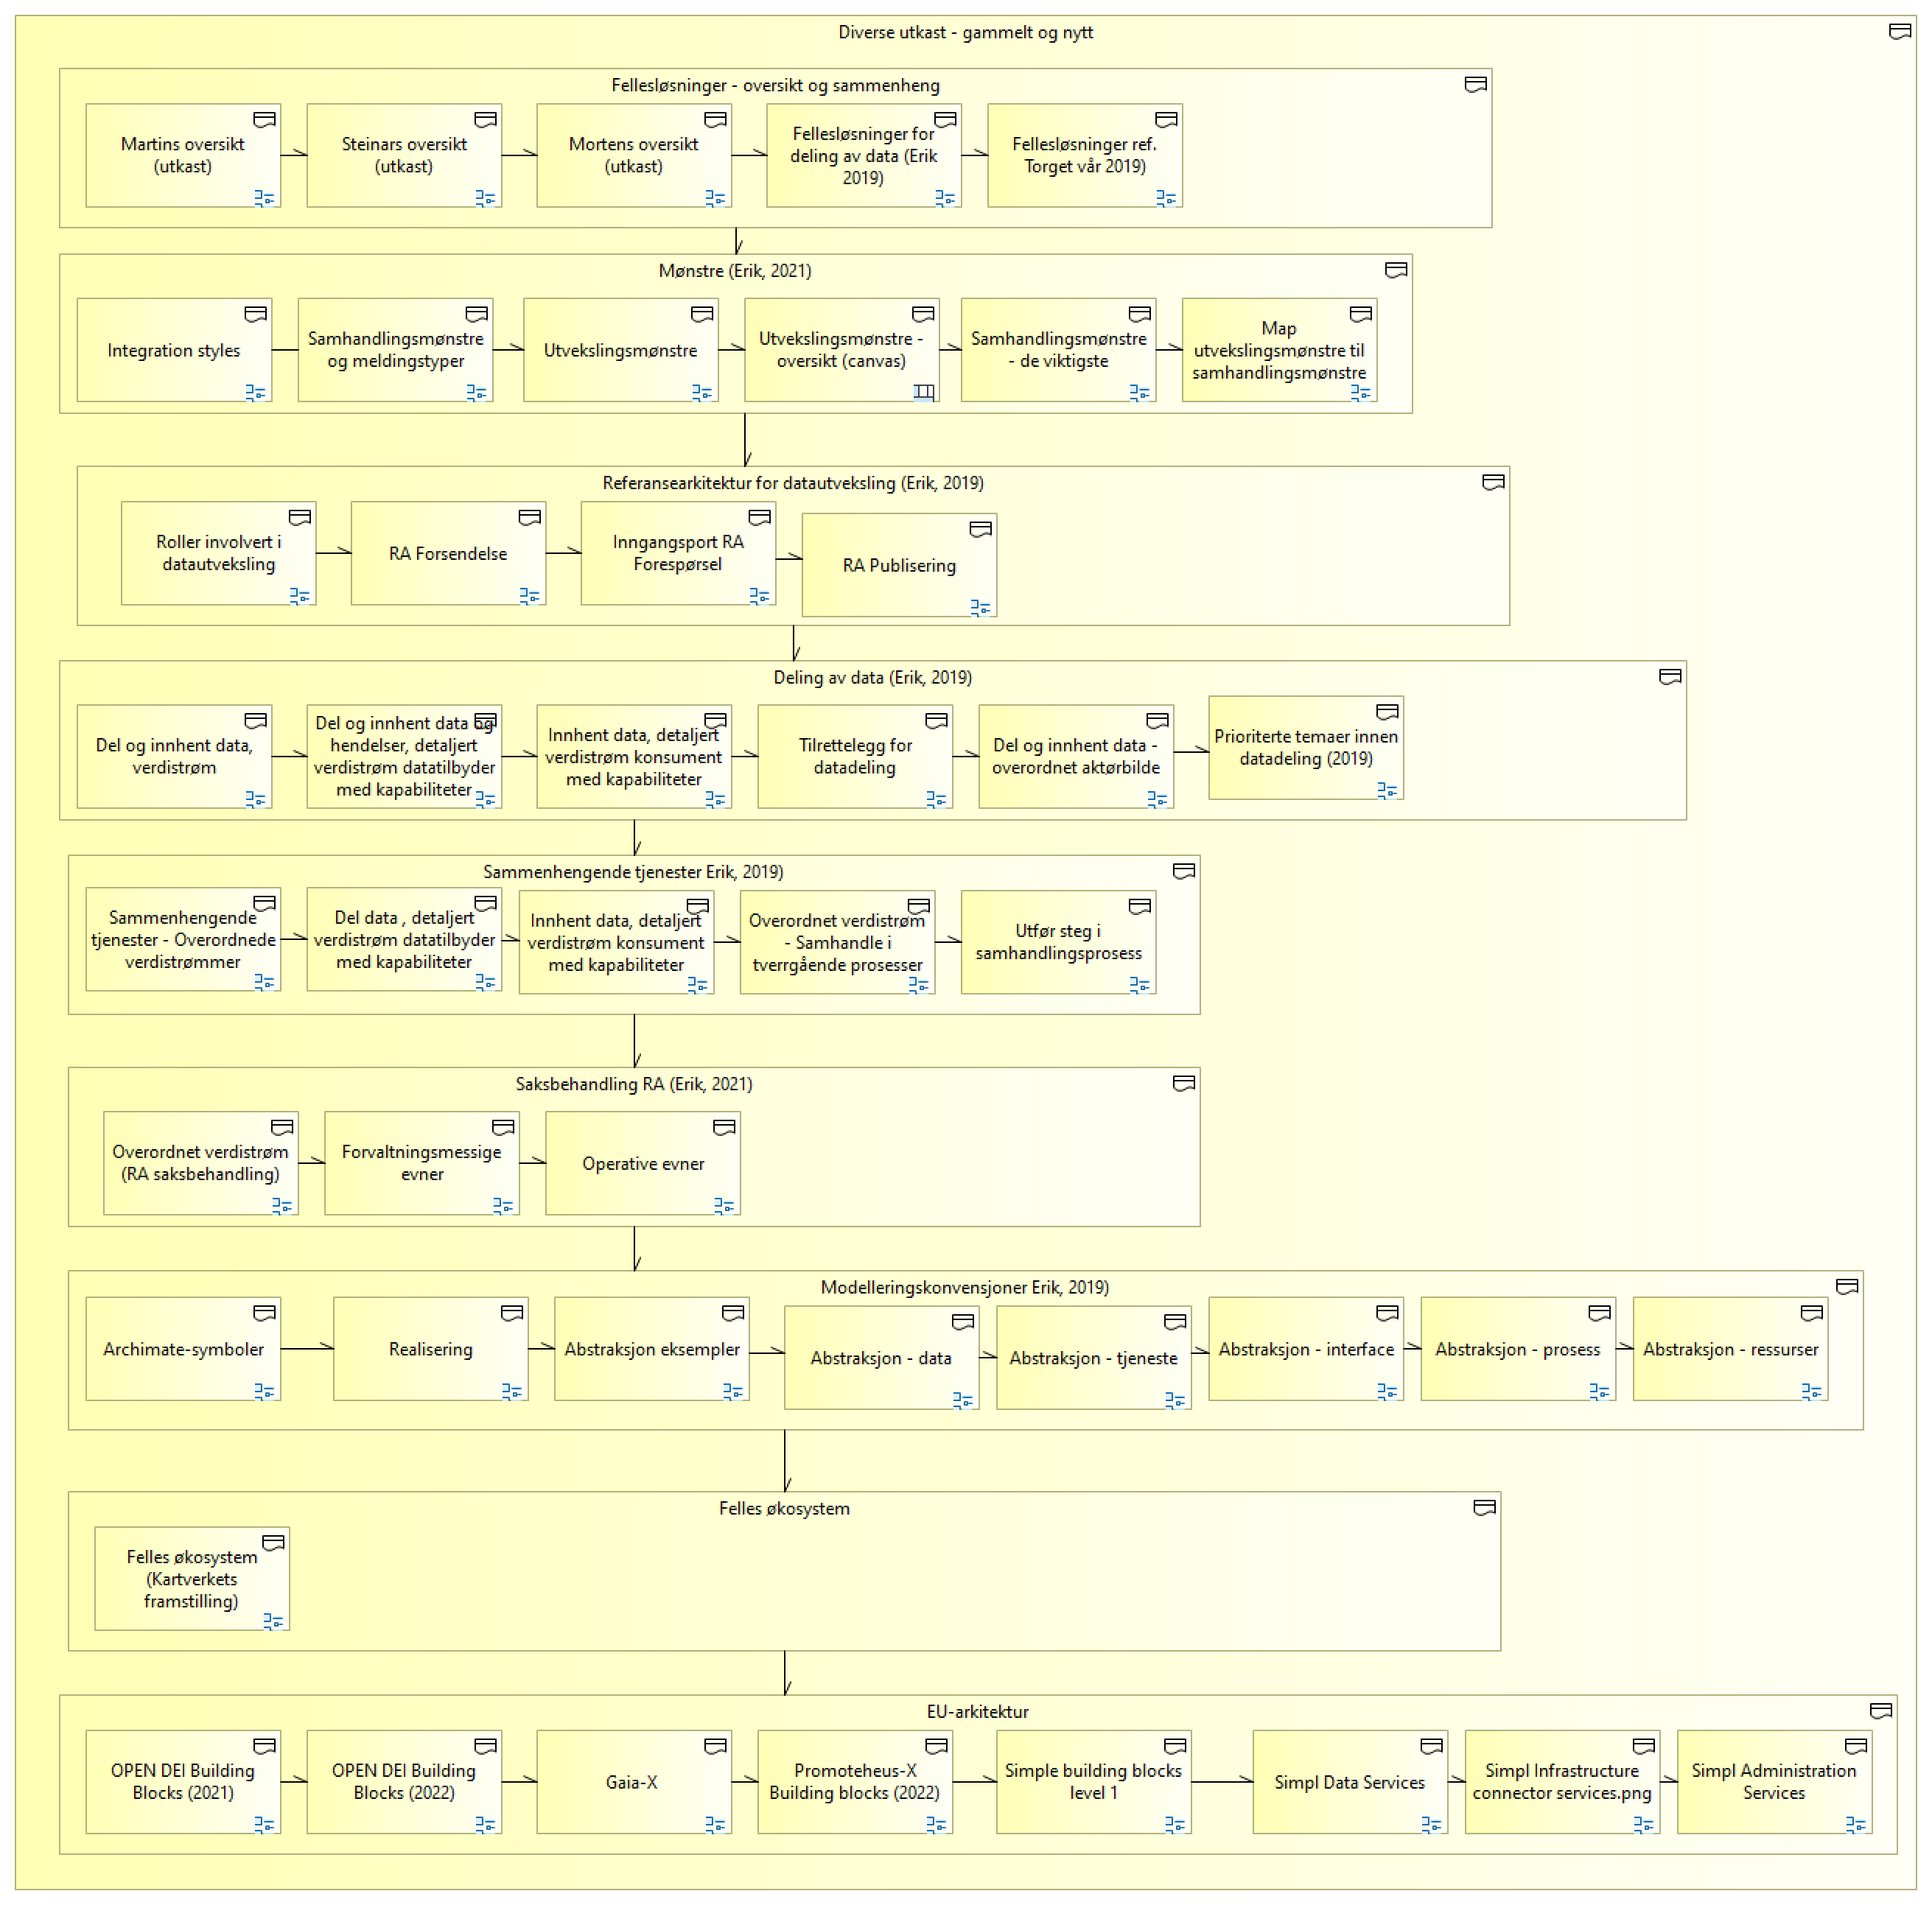 Diverse utkast - gammelt og nytt
Fellesløsninger - oversikt og sammenheng
Martins oversikt
(utkast)
Steinars oversikt
(utkast)
Mortens oversikt
(utkast)
Fellesløsninger for
deling av data (Erik
2019)
Fellesløsninger ref.
Torget vår 2019)
Mønstre (Erik, 2021)
Integration styles
Samhandlingsmønstre
og meldingstyper
Utvekslingsmønstre
Utvekslingsmønstre -
oversikt (canvas)
Samhandlingsmønstre
- de viktigste
Map
utvekslingsmønstre til
samhandlingsmønstre
Referansearkitektur for datautveksling (Erik, 2019)
Roller involvert i
datautveksling
RA Forsendelse
Inngangsport RA
Forespørsel
RA Publisering
Deling av data (Erik, 2019)
Del og innhent data,
verdistrøm
Del og innhent data og
hendelser, detaljert
verdistrøm datatilbyder
med kapabiliteter
Innhent data, detaljert
verdistrøm konsument
med kapabiliteter
Tilrettelegg for
datadeling
Del og innhent data -
overordnet aktørbilde
Prioriterte temaer innen
datadeling (2019)
Sammenhengende tjenester Erik, 2019)
Sammenhengende
tjenester - Overordnede
verdistrømmer
Del data , detaljert
verdistrøm datatilbyder
med kapabiliteter
Innhent data, detaljert
verdistrøm konsument
med kapabiliteter
Overordnet verdistrøm
- Samhandle i
tverrgående prosesser
Utfør steg i
samhandlingsprosess
Saksbehandling RA (Erik, 2021)
Overordnet verdistrøm
(RA saksbehandling)
Forvaltningsmessige
evner
Operative evner
Modelleringskonvensjoner Erik, 2019)
Archimate-symboler
Realisering
Abstraksjon eksempler
Abstraksjon - data
Abstraksjon - tjeneste
Abstraksjon - interface
Abstraksjon - prosess
Abstraksjon - ressurser
Felles økosystem
Felles økosystem
(Kartverkets
framstilling)
EU-arkitektur
OPEN DEI Building
Blocks (2021)
OPEN DEI Building
Blocks (2022)
Gaia-X
Promoteheus-X
Building blocks (2022)
Simple building blocks
level 1
Simpl Data Services
Simpl Infrastructure
connector services.png
Simpl Administration
Services